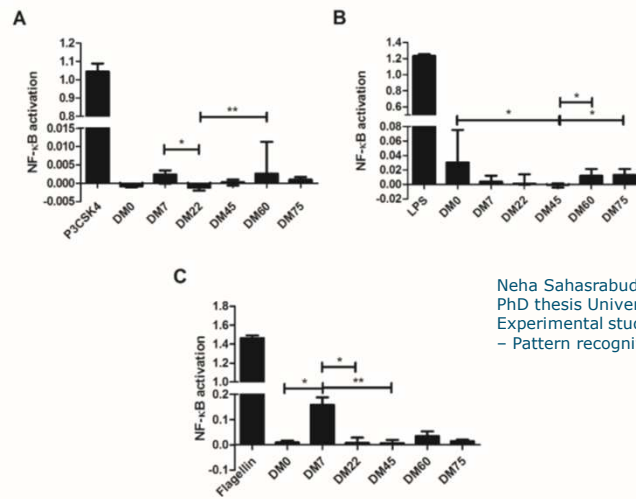 A
NF-κB activation
1.2
1.1
1.0
0.9
0.8
0.015
0.010
0.005
0.000
-0.005
*
**
P3CSK4
DM0
DM7
DM22
DM45
DM60
DM75
B
NF-κB activation
1.4
1.2
1.0
0.8
0.6
0.08
0.06
0.04
0.02
0.00
-0.02
*
*
*
LPS
DM0
DM7
DM22
DM45
DM60
DM75
C
NF-κB activation
1.8
1.6
1.4
1.2
1.0
0.2
0.1
0.0
-0.1
*
*
**
Flagellin
DM0
DM7
DM22
DM45
DM60
DM75
Neha Sahasrabud
PhD thesis Univer
Experimental stud
– Pattern recogni